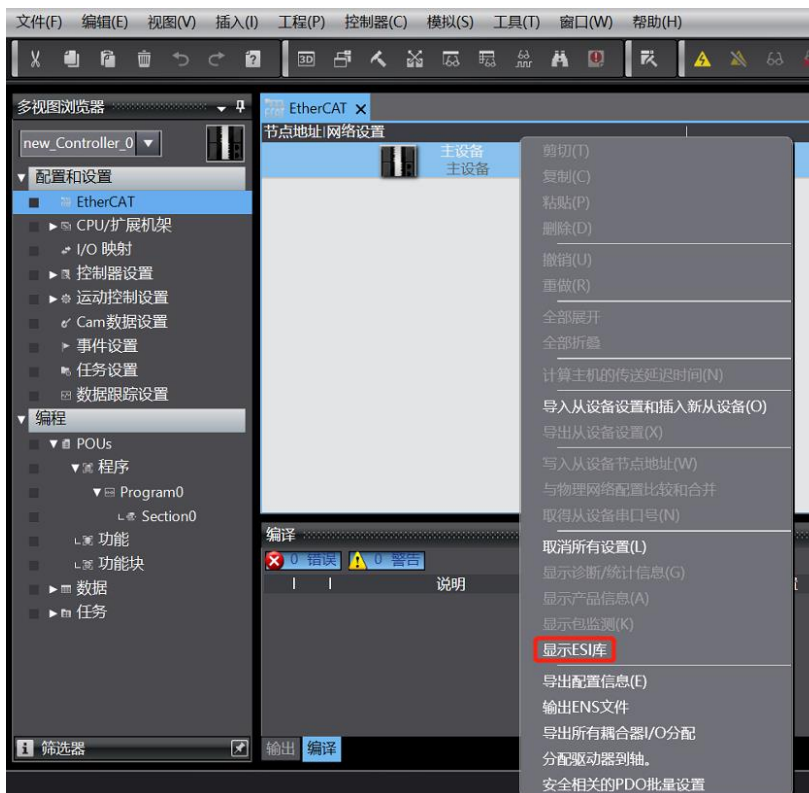 文件(F) 编辑(E) 视图(V) 插入(I) 工程(P) 控制器(C) 模拟(S) 工具(T) 窗口(W) 帮助(H)
3D
多视图浏览器
new_Controller_0
配置和设置
EtherCAT
CPU/扩展机架
I/O 映射
控制器设置
运动控制设置
Cam数据设置
事件设置
任务设置
数据跟踪设置
编程
POUs
程序
Program0
Section0
功能
功能块
数据
任务
筛选器
EtherCAT
节点地址|网络设置
主设备
主设备
编译
0 错误 0 警告
说明
输出 编译
剪切(T)
复制(C)
粘贴(P)
删除(D)
撤销(U)
重做(R)
全部展开
全部折叠
计算主机的传送延迟时间(N)
导入从设备设置和插入新从设备(O)
导出从设备设置(X)
写入从设备节点地址(W)
与物理网络配置比较和合并
取得从设备串口号(N)
取消所有设置(L)
显示诊断/统计信息(G)
显示产品信息(A)
显示包监测(K)
显示ESI库
导出配置信息(E)
输出ENS文件
导出所有耦合器I/O分配
分配驱动器到轴。
安全相关的PDO批量设置